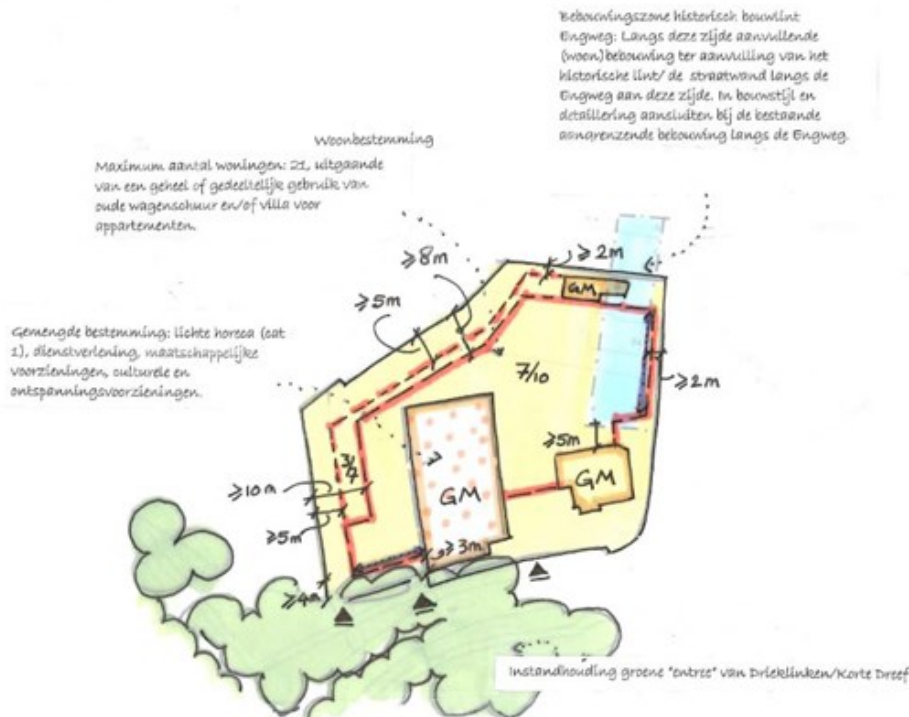 Bebouwingszone historisch bouwlint
Engweg: Langs deze zijde aanvullende
(woon)bebouwing ter aanvulling van het
historische lint/ de straatwand langs de
Engweg aan deze zijde. In bouwstijl en
detaillering aansluiten bij de bestaande
aangrenzende bebouwing langs de Engweg.
Woonbestemming
Maximum aantal woningen: 21, uitgaande
van een geheel of gedeeltelijk gebruik van
oude wagenschuur en/of villa voor
appartementen.
≥8m
≥2m
≥5m
GM
Gemengde bestemming: lichte horeca (cat
1), dienstverlening, maatschappelijke
voorzieningen, culturele en
ontspanningsvoorzieningen.
7/10
≥2m
≥5m
3/7
GM
GM
≥10m
≥5m
≥3m
≥4m
Instandhouding groene "entree" van Drieklinken/Korte Dreef